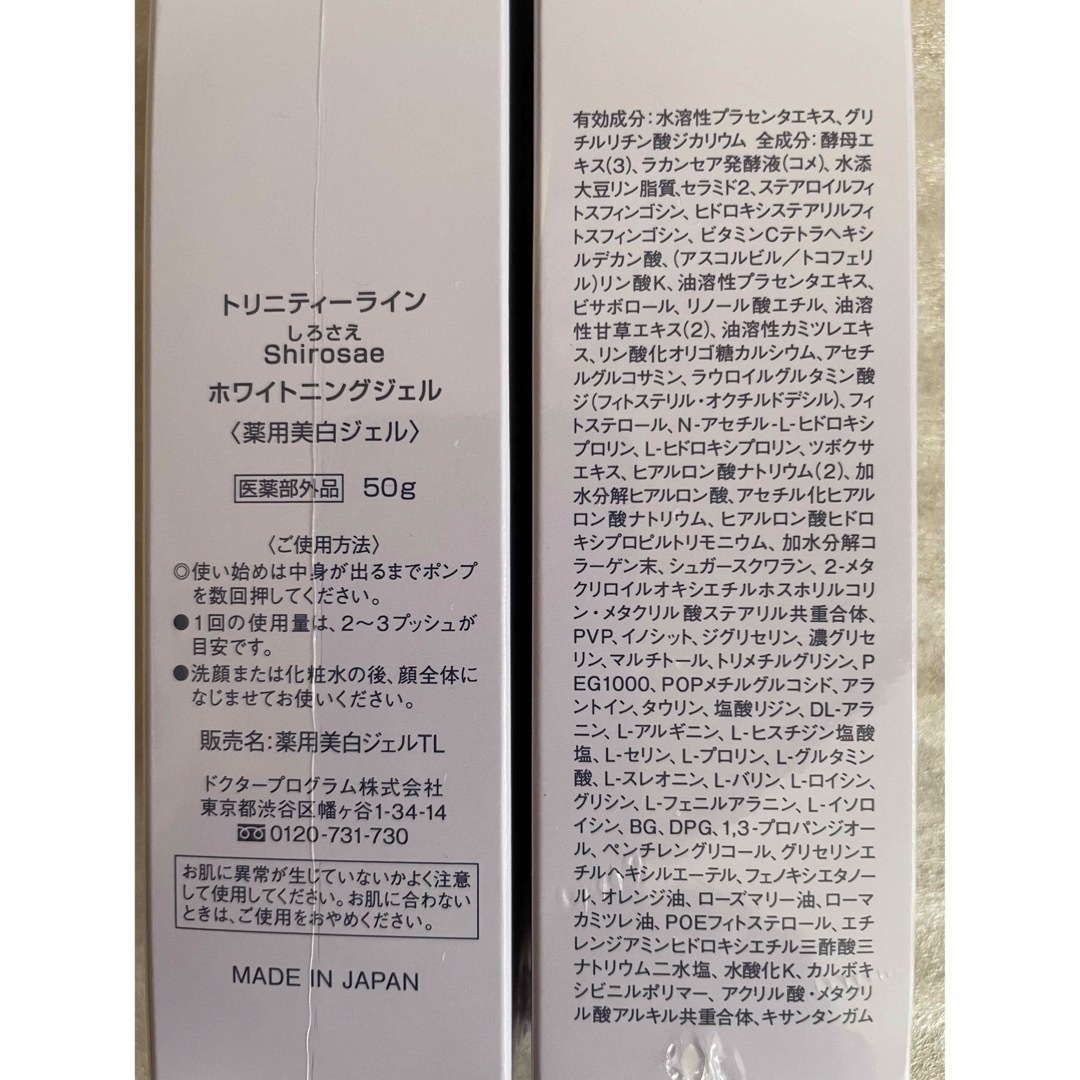 トリニティーライン
しろさえ
Shirosae
ホワイトニングジェル
〈薬用美白ジェル〉
医薬部外品 50g
〈ご使用方法〉
◎使い始めは中身が出るまでポンプ
を数回押してください。
●1回の使用量は、2〜3プッシュが
目安です。
●洗顔または化粧水の後、顔全体に
なじませてお使いください。
販売名:薬用美白ジェルTL
ドクタープログラム株式会社
東京都渋谷区幡ヶ谷1-34-14
0120-731-730
お肌に異常が生じていないかよく注意
して使用してください。お肌に合わない
ときは、ご使用をおやめください。
MADE IN JAPAN
有効成分:水溶性プラセンタエキス、グリ
チルリチン酸ジカリウム 全成分:酵母エ
キス(3)、ラカンセア発酵液(コメ)、水添
大豆リン脂質、セラミド2、ステアロイルフィ
トスフィンゴシン、ヒドロキシステアリルフィ
トスフィンゴシン、ビタミンCテトラヘキシ
ルデカン酸、(アスコルビル/トコフェリ
ル)リン酸K、油溶性プラセンタエキス、
ビサボロール、リノール酸エチル、油溶
性甘草エキス(2)、油溶性カミツレエキ
ス、リン酸化オリゴ糖カルシウム、アセチ
ルグルコサミン、ラウロイルグルタミン酸
ジ(フィトステリル・オクチルドデシル)、フィ
トステロール、N-アセチル-L-ヒドロキシ
プロリン、L-ヒドロキシプロリン、ツボクサ
エキス、ヒアルロン酸ナトリウム(2)、加
水分解ヒアルロン酸、アセチル化ヒアル
ロン酸ナトリウム、ヒアルロン酸ヒドロ
キシプロピルトリモニウム、加水分解コ
ラーゲン末、シュガースクワラン、2-メタ
クリロイルオキシエチルホスホリルコリ
ン・メタクリル酸ステアリル共重合体、
PVP、イノシット、ジグリセリン、濃グリセ
リン、マルチトール、トリメチルグリシン、P
EG1000、POPメチルグルコシド、アラ
ントイン、タウリン、塩酸リジン、DL-アラ
ニン、L-アルギニン、L-ヒスチジン塩酸
塩、L-セリン、L-プロリン、L-グルタミン
酸、L-スレオニン、L-バリン、L-ロイシン、
グリシン、L-フェニルアラニン、L-イソロ
イシン、BG、DPG、1,3-プロパンジオー
ル、ペンチレングリコール、グリセリンエ
チルヘキシルエーテル、フェノキシエタノー
ル、オレンジ油、ローズマリー油、ローマ
カミツレ油、POEフィトステロール、エチ
レンジアミンヒドロキシエチル三酢酸三
ナトリウム二水塩、水酸化K、カルボキ
シビニルポリマー、アクリル酸・メタクリ
ル酸アルキル共重合体、キサンタンガム